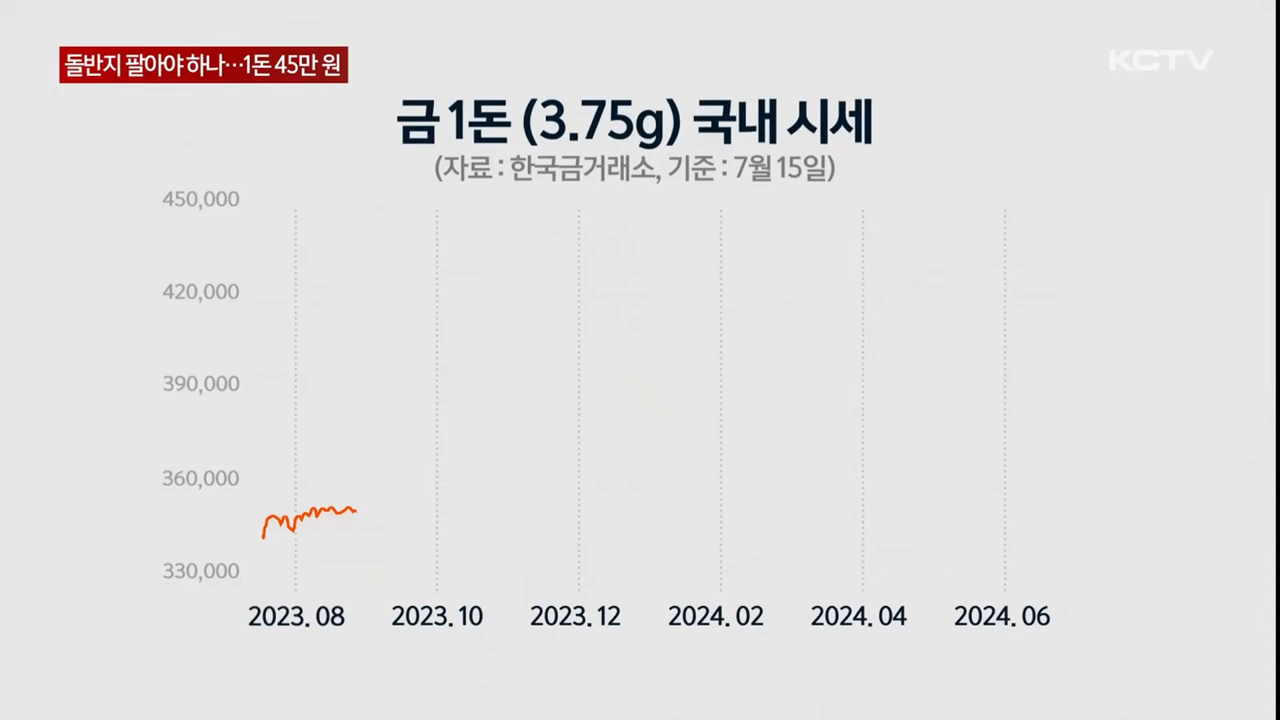 돌반지 팔아야 하나…1돈 45만 원
KCTV
금 1돈 (3.75g) 국내 시세
(자료 : 한국금거래소, 기준 : 7월 15일)
450,000
420,000
390,000
360,000
330,000
2023. 08 2023. 10 2023. 12 2024. 02 2024. 04 2024. 06